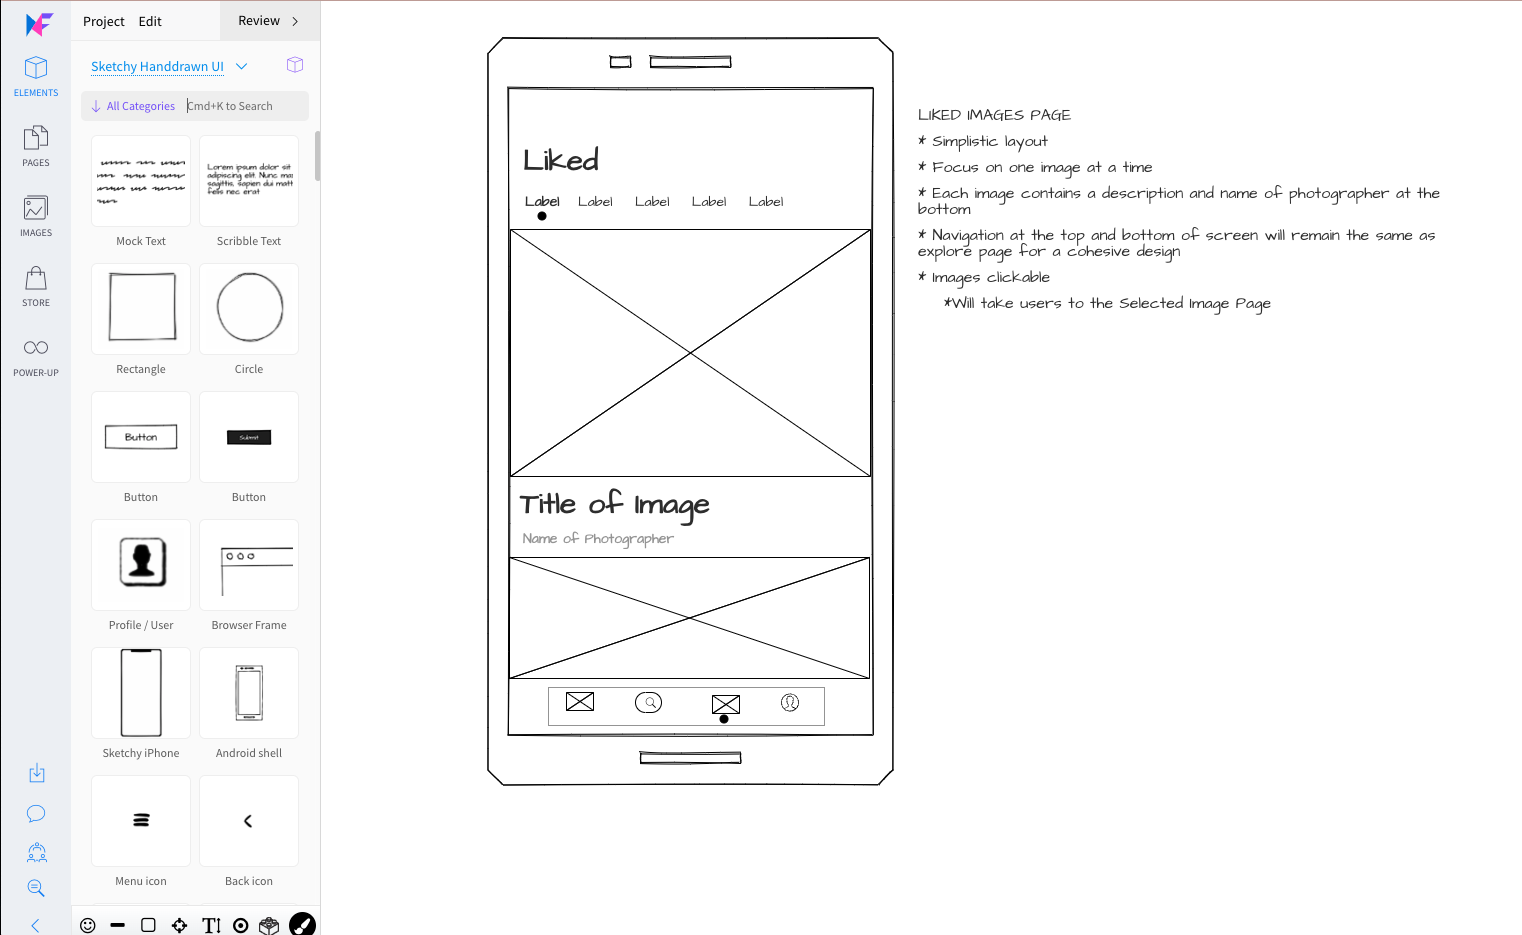 Project Edit Review
Sketchy Handdrawn UI
All Categories Cmd+K to Search
ELEMENTS
PAGES
IMAGES
STORE
POWER-UP
Lorem ipsum dolor sit
adipiscing elit. Nunc ma
sagittis, sapien dui matt
felis nec erat
Mock Text Scribble Text
Rectangle Circle
Button Submit
Button Button
Profile / User Browser Frame
Sketchy iPhone Android shell
Menu icon Back icon
Liked
Label Label Label Label Label
Title of Image
Name of Photographer
LIKED IMAGES PAGE
* Simplistic layout
* Focus on one image at a time
* Each image contains a description and name of photographer at the
bottom
* Navigation at the top and bottom of screen will remain the same as
explore page for a cohesive design
* Images clickable
*Will take users to the Selected Image Page